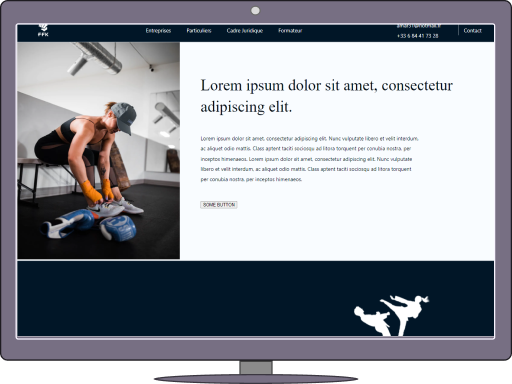 FFK
Entreprises
Particuliers
Cadre Juridique
Formateur
+33 6 84 41 73 28
Contact
Lorem ipsum dolor sit amet, consectetur
adipiscing elit.
Lorem ipsum dolor sit amet, consectetur adipiscing elit. Nunc vulputate libero et velit interdum,
ac aliquet odio mattis. Class aptent taciti sociosqu ad litora torquent per conubia nostra, per
inceptos himenaeos. Lorem ipsum dolor sit amet, consectetur adipiscing elit. Nunc vulputate
libero et velit interdum, ac aliquet odio mattis. Class aptent taciti sociosqu ad litora torquent
per conubia nostra, per inceptos himenaeos.
SOME BUTTON